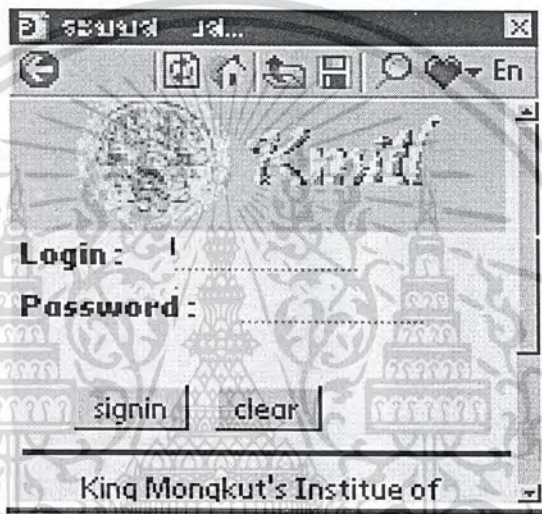 En
Kmitl
Login :
Password :
signin clear
King Mongkut's Institue of